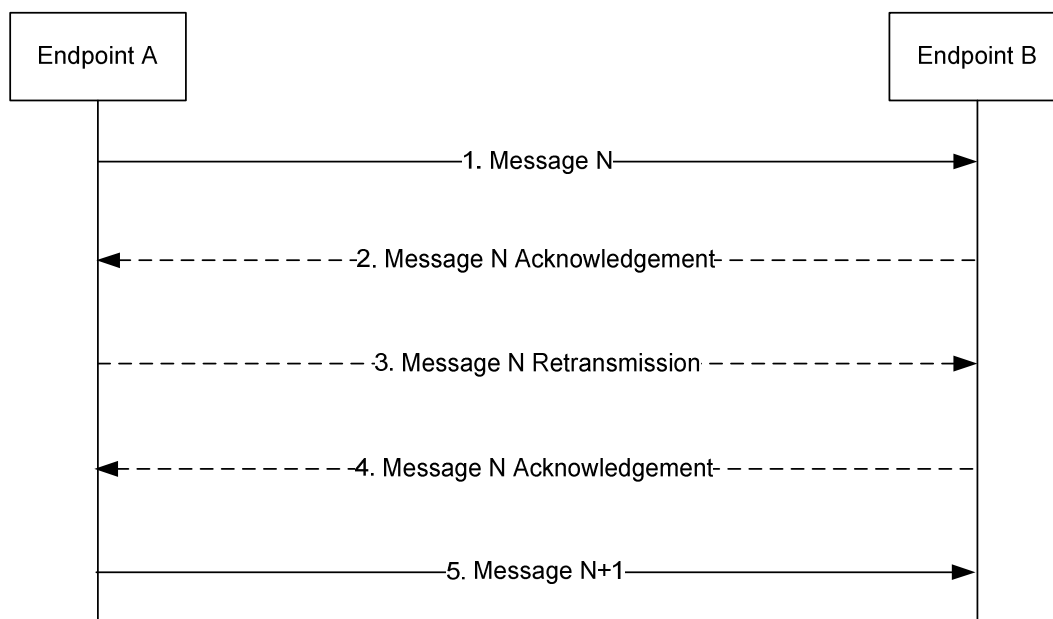 Endpoint A
Endpoint B
1. Message N
2. Message N Acknowledgement
3. Message N Retransmission
4. Message N Acknowledgement
5. Message N+1